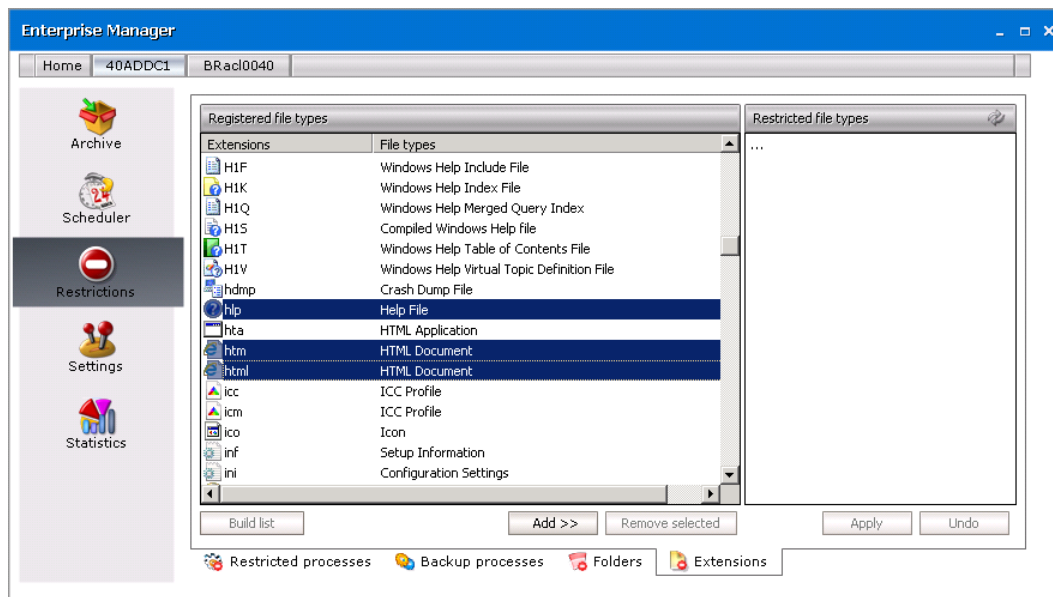 Enterprise Manager
Home 40ADDC1 BRacl0040
Archive
Scheduler
Restrictions
Settings
Statistics
Registered file types
Extensions File types
H1F Windows Help Include File
H1K Windows Help Index File
H1Q Windows Help Merged Query Index
H1S Compiled Windows Help file
H1T Windows Help Table of Contents File
H1V Windows Help Virtual Topic Definition File
hdmp Crash Dump File
hlp Help File
hta HTML Application
htm HTML Document
html HTML Document
icc ICC Profile
icm ICC Profile
ico Icon
inf Setup Information
ini Configuration Settings
Restricted file types
...
Build list Add >> Remove selected Apply Undo
Restricted processes Backup processes Folders Extensions